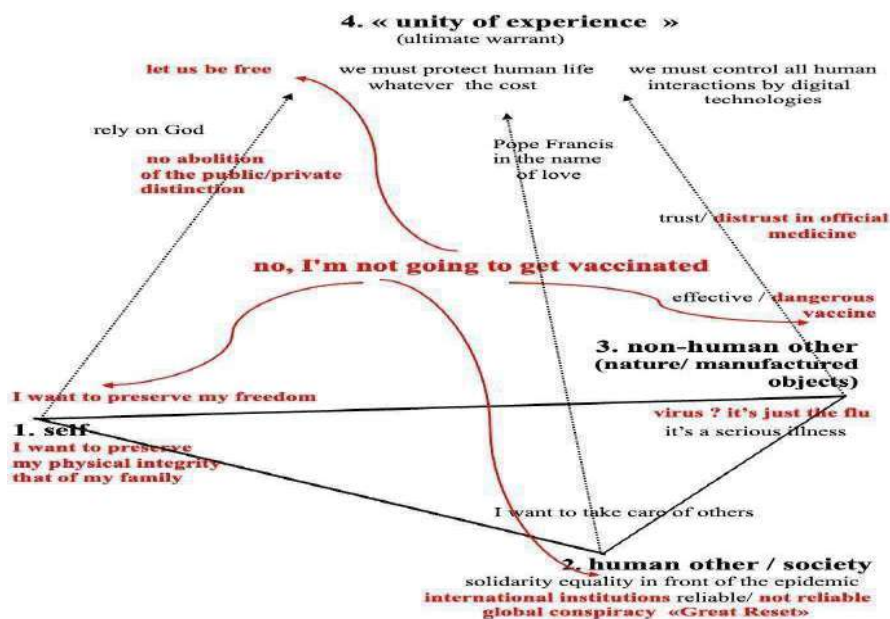 4. « unity of experience »
(ultimate warrant)
let us be free
we must protect human life
whatever the cost
we must control all human
interactions by digital
technologies
rely on God
no abolition
of the public/private
distinction
Pope Francis
in the name
of love
trust/ distrust in official
medicine
no, I'm not going to get vaccinated
effective / dangerous
vaccine
3. non-human other
(nature/ manufactured
objects)
I want to preserve my freedom
1. self
I want to preserve
my physical integrity
that of my family
virus ? it's just the flu
it's a serious illness
I want to take care of others
2. human other / society
solidarity equality in front of the epidemic
international institutions reliable/ not reliable
global conspiracy «Great Reset»